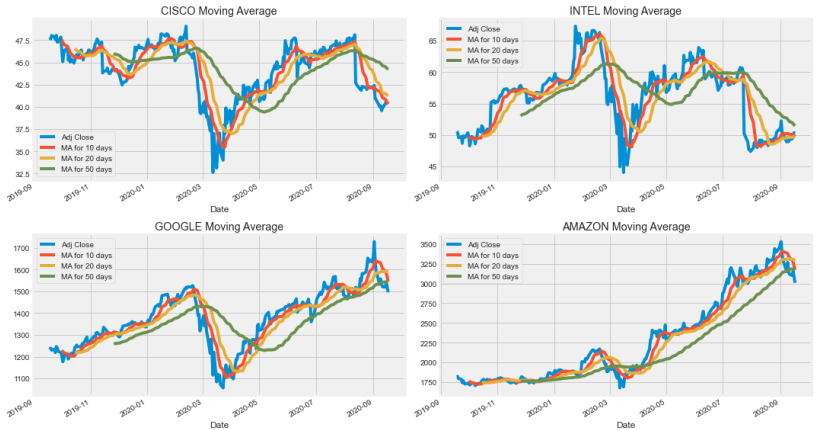 CISCO Moving Average
47.5
45.0
42.5
40.0
37.5
35.0
32.5
Adj Close
MA for 10 days
MA for 20 days
MA for 50 days
2019-09
2019-11
2020-01
2020-03
2020-05
2020-07
2020-09
Date
INTEL Moving Average
65
60
55
50
45
Adj Close
MA for 10 days
MA for 20 days
MA for 50 days
2019-09
2019-11
2020-01
2020-03
2020-05
2020-07
2020-09
Date
GOOGLE Moving Average
1700
1600
1500
1400
1300
1200
1100
Adj Close
MA for 10 days
MA for 20 days
MA for 50 days
2019-09
2019-11
2020-01
2020-03
2020-05
2020-07
2020-09
Date
AMAZON Moving Average
3500
3250
3000
2750
2500
2250
2000
1750
Adj Close
MA for 10 days
MA for 20 days
MA for 50 days
2019-09
2019-11
2020-01
2020-03
2020-05
2020-07
2020-09
Date